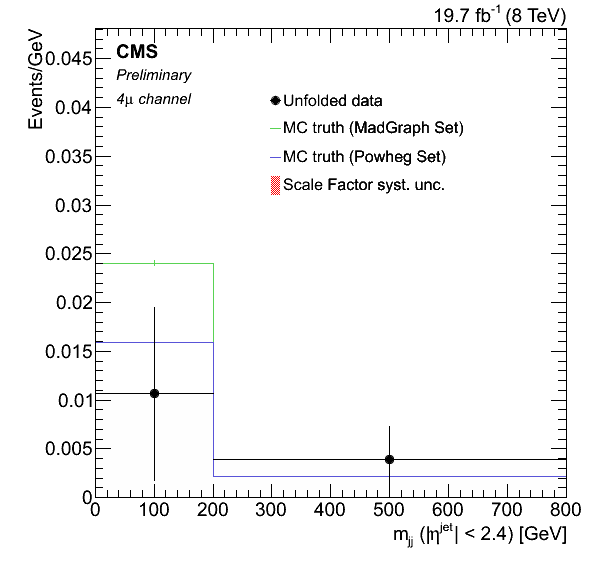 19.7 fb⁻¹ (8 TeV)
Events/GeV
CMS
Preliminary
4μ channel
Unfolded data
MC truth (MadGraph Set)
MC truth (Powheg Set)
Scale Factor syst. unc.
0.045
0.04
0.035
0.03
0.025
0.02
0.015
0.01
0.005
0
0 100 200 300 400 500 600 700 800
m_jj (|η^jet| < 2.4) [GeV]